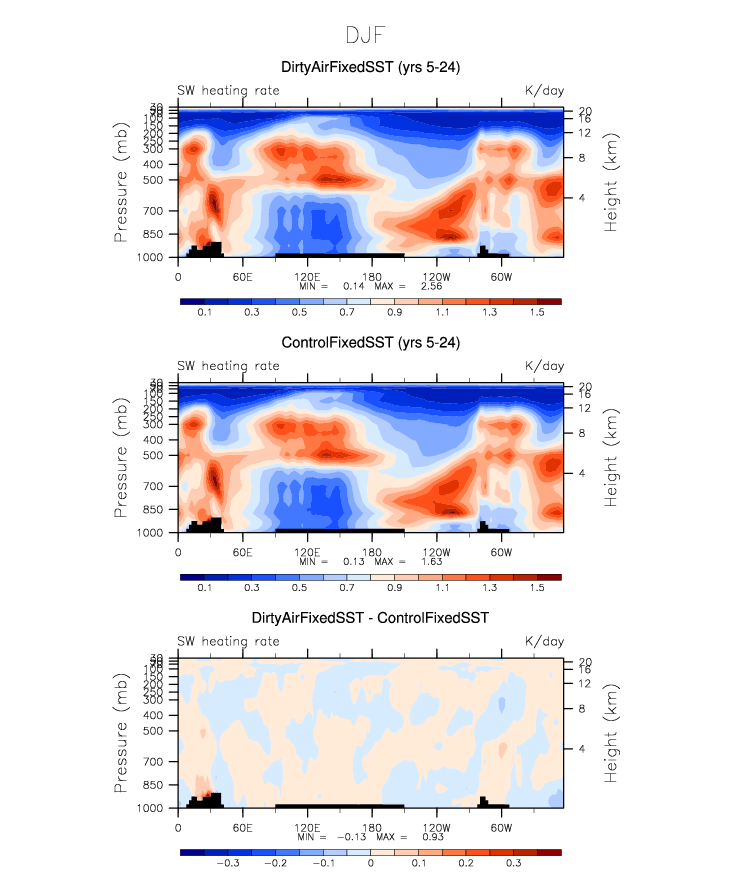 DJF
DirtyAirFixedSST (yrs 5-24)
SW heating rate K/day
Pressure (mb)
30
100
150
200
250
300
400
500
700
850
1000
20
16
12
8
4
Height (km)
0 60E 120E 180 120W 60W
MIN = 0.14 MAX = 2.56
0.1 0.3 0.5 0.7 0.9 1.1 1.3 1.5
ControlFixedSST (yrs 5-24)
SW heating rate K/day
Pressure (mb)
30
100
150
200
250
300
400
500
700
850
1000
20
16
12
8
4
Height (km)
0 60E 120E 180 120W 60W
MIN = 0.13 MAX = 1.63
0.1 0.3 0.5 0.7 0.9 1.1 1.3 1.5
DirtyAirFixedSST - ControlFixedSST
SW heating rate K/day
Pressure (mb)
30
100
150
200
250
300
400
500
700
850
1000
20
16
12
8
4
Height (km)
0 60E 120E 180 120W 60W
MIN = −0.13 MAX = 0.93
−0.3 −0.2 −0.1 0 0.1 0.2 0.3